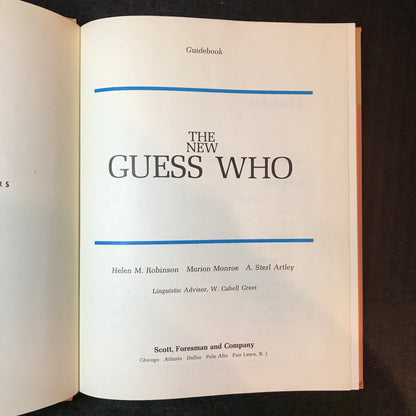 Guidebook
THE
NEW
GUESS WHO
RS
Helen M. Robinson Marion Monroe A. Sterl Artley
Linguistic Advisor, W. Cabell Greet
Scott, Foresman and Company
Chicago Atlanta Dallas Palo Alto Fair Lawn, N. J.